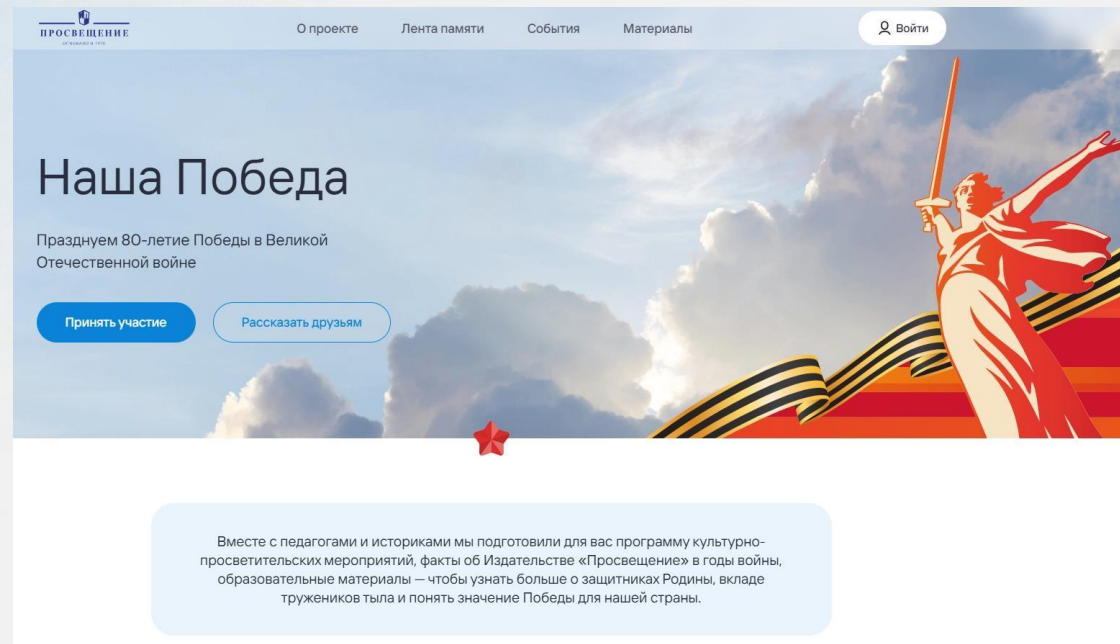 ПРОСВЕЩЕНИЕ
ОСНОВАНО В 1930
О проекте
Лента памяти
События
Материалы
Войти
Наша Победа
Празднуем 80-летие Победы в Великой
Отечественной войне
Принять участие
Рассказать друзьям
Вместе с педагогами и историками мы подготовили для вас программу культурно-
просветительских мероприятий, факты об Издательстве «Просвещение» в годы войны,
образовательные материалы — чтобы узнать больше о защитниках Родины, вкладе
тружеников тыла и понять значение Победы для нашей страны.